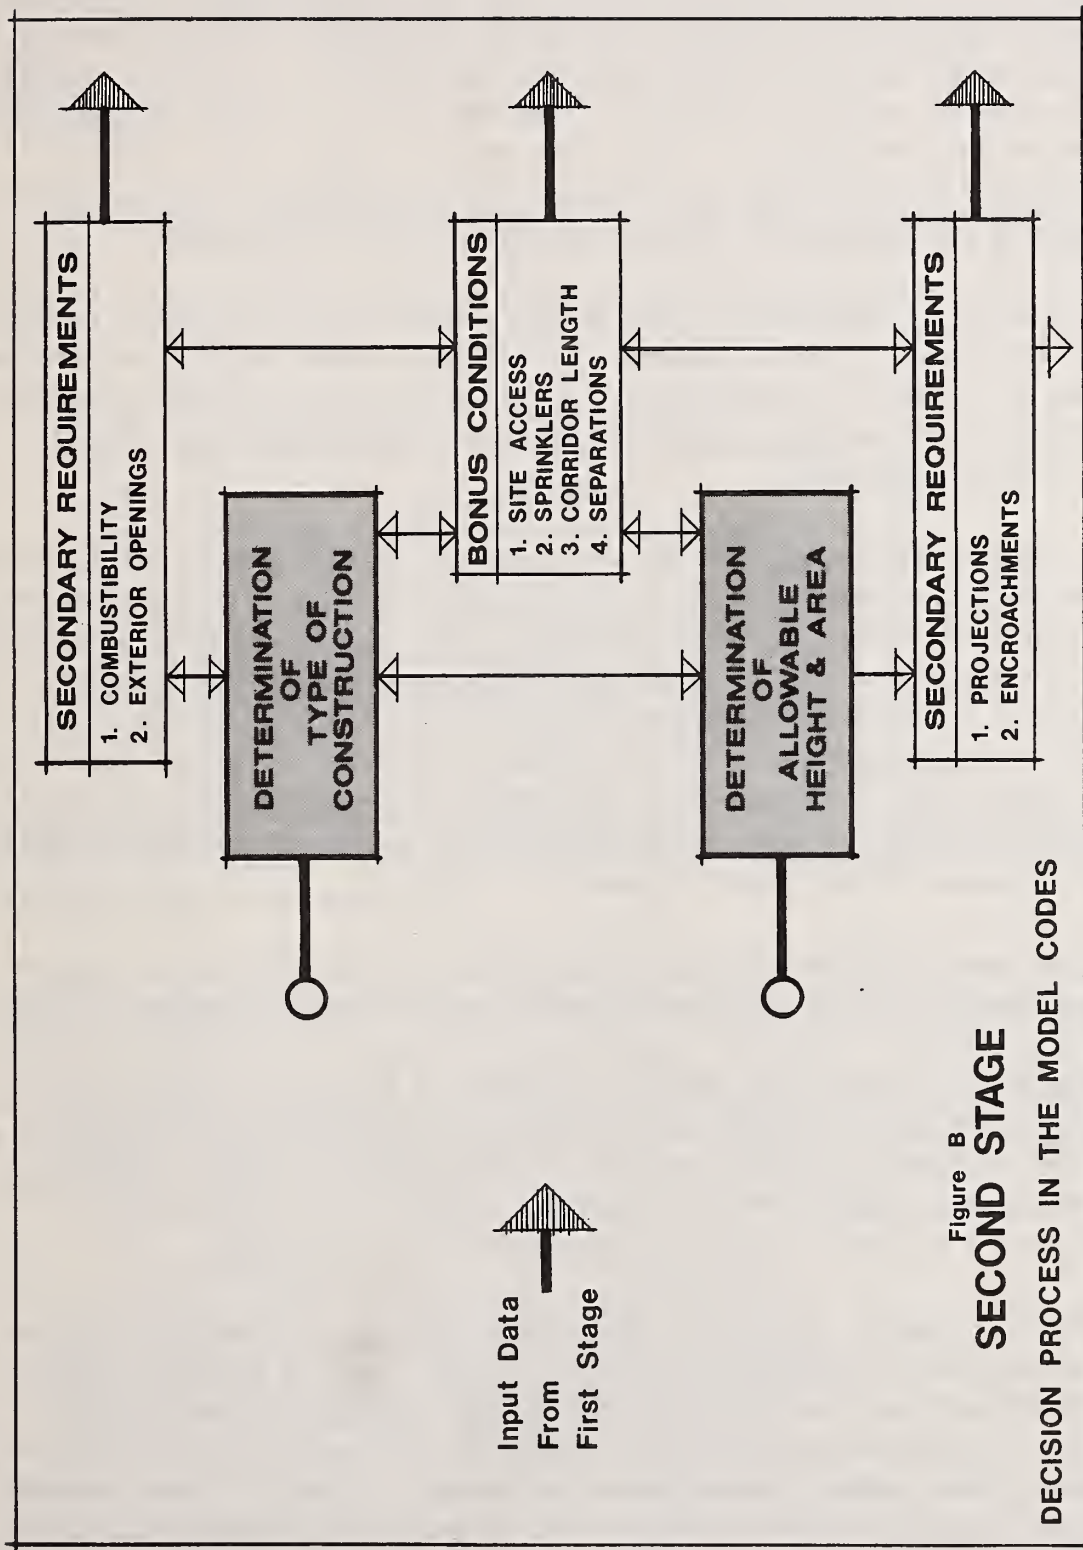 SECONDARY REQUIREMENTS
1. COMBUSTIBILITY
2. EXTERIOR OPENINGS
DETERMINATION
OF
TYPE OF
CONSTRUCTION
BONUS CONDITIONS
1. SITE ACCESS
2. SPRINKLERS
3. CORRIDOR LENGTH
4. SEPARATIONS
Input Data
From
First Stage
DETERMINATION
OF
ALLOWABLE
HEIGHT & AREA
SECONDARY REQUIREMENTS
1. PROJECTIONS
2. ENCROACHMENTS
Figure B
SECOND STAGE
DECISION PROCESS IN THE MODEL CODES